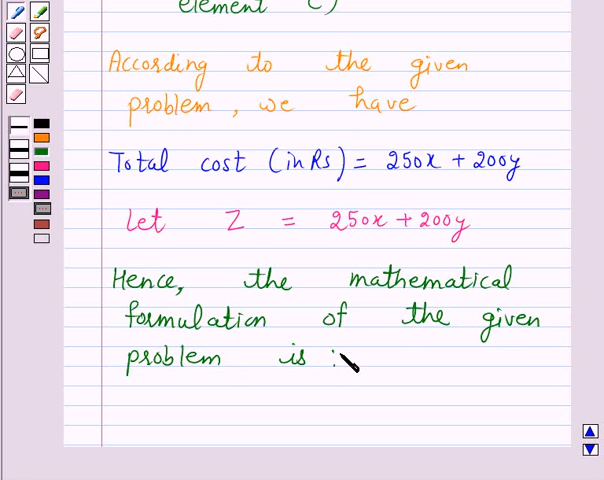 element C)
According to the given
problem, we have
Total cost (in Rs) = 250x + 200y
Let Z = 250x + 200y
Hence, the mathematical
formulation of the given
problem is :